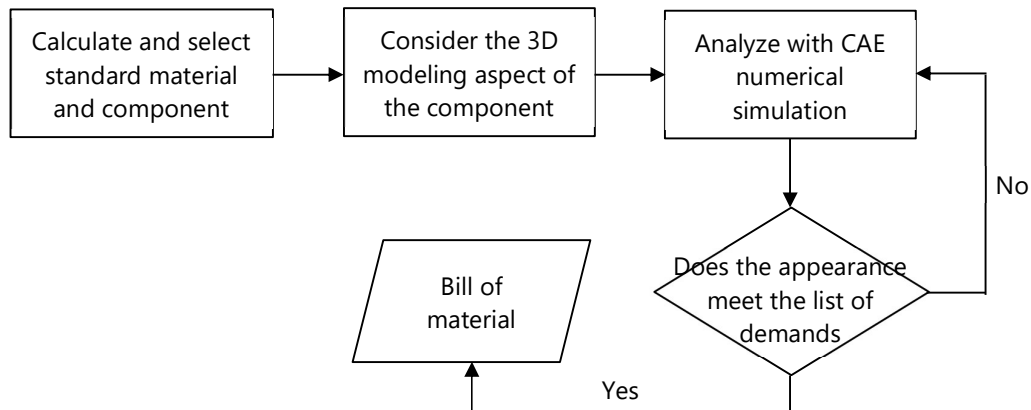 Calculate and select
standard material
and component
Consider the 3D
modeling aspect of
the component
Analyze with CAE
numerical
simulation
No
Does the appearance
meet the list of
demands
Bill of
material
Yes